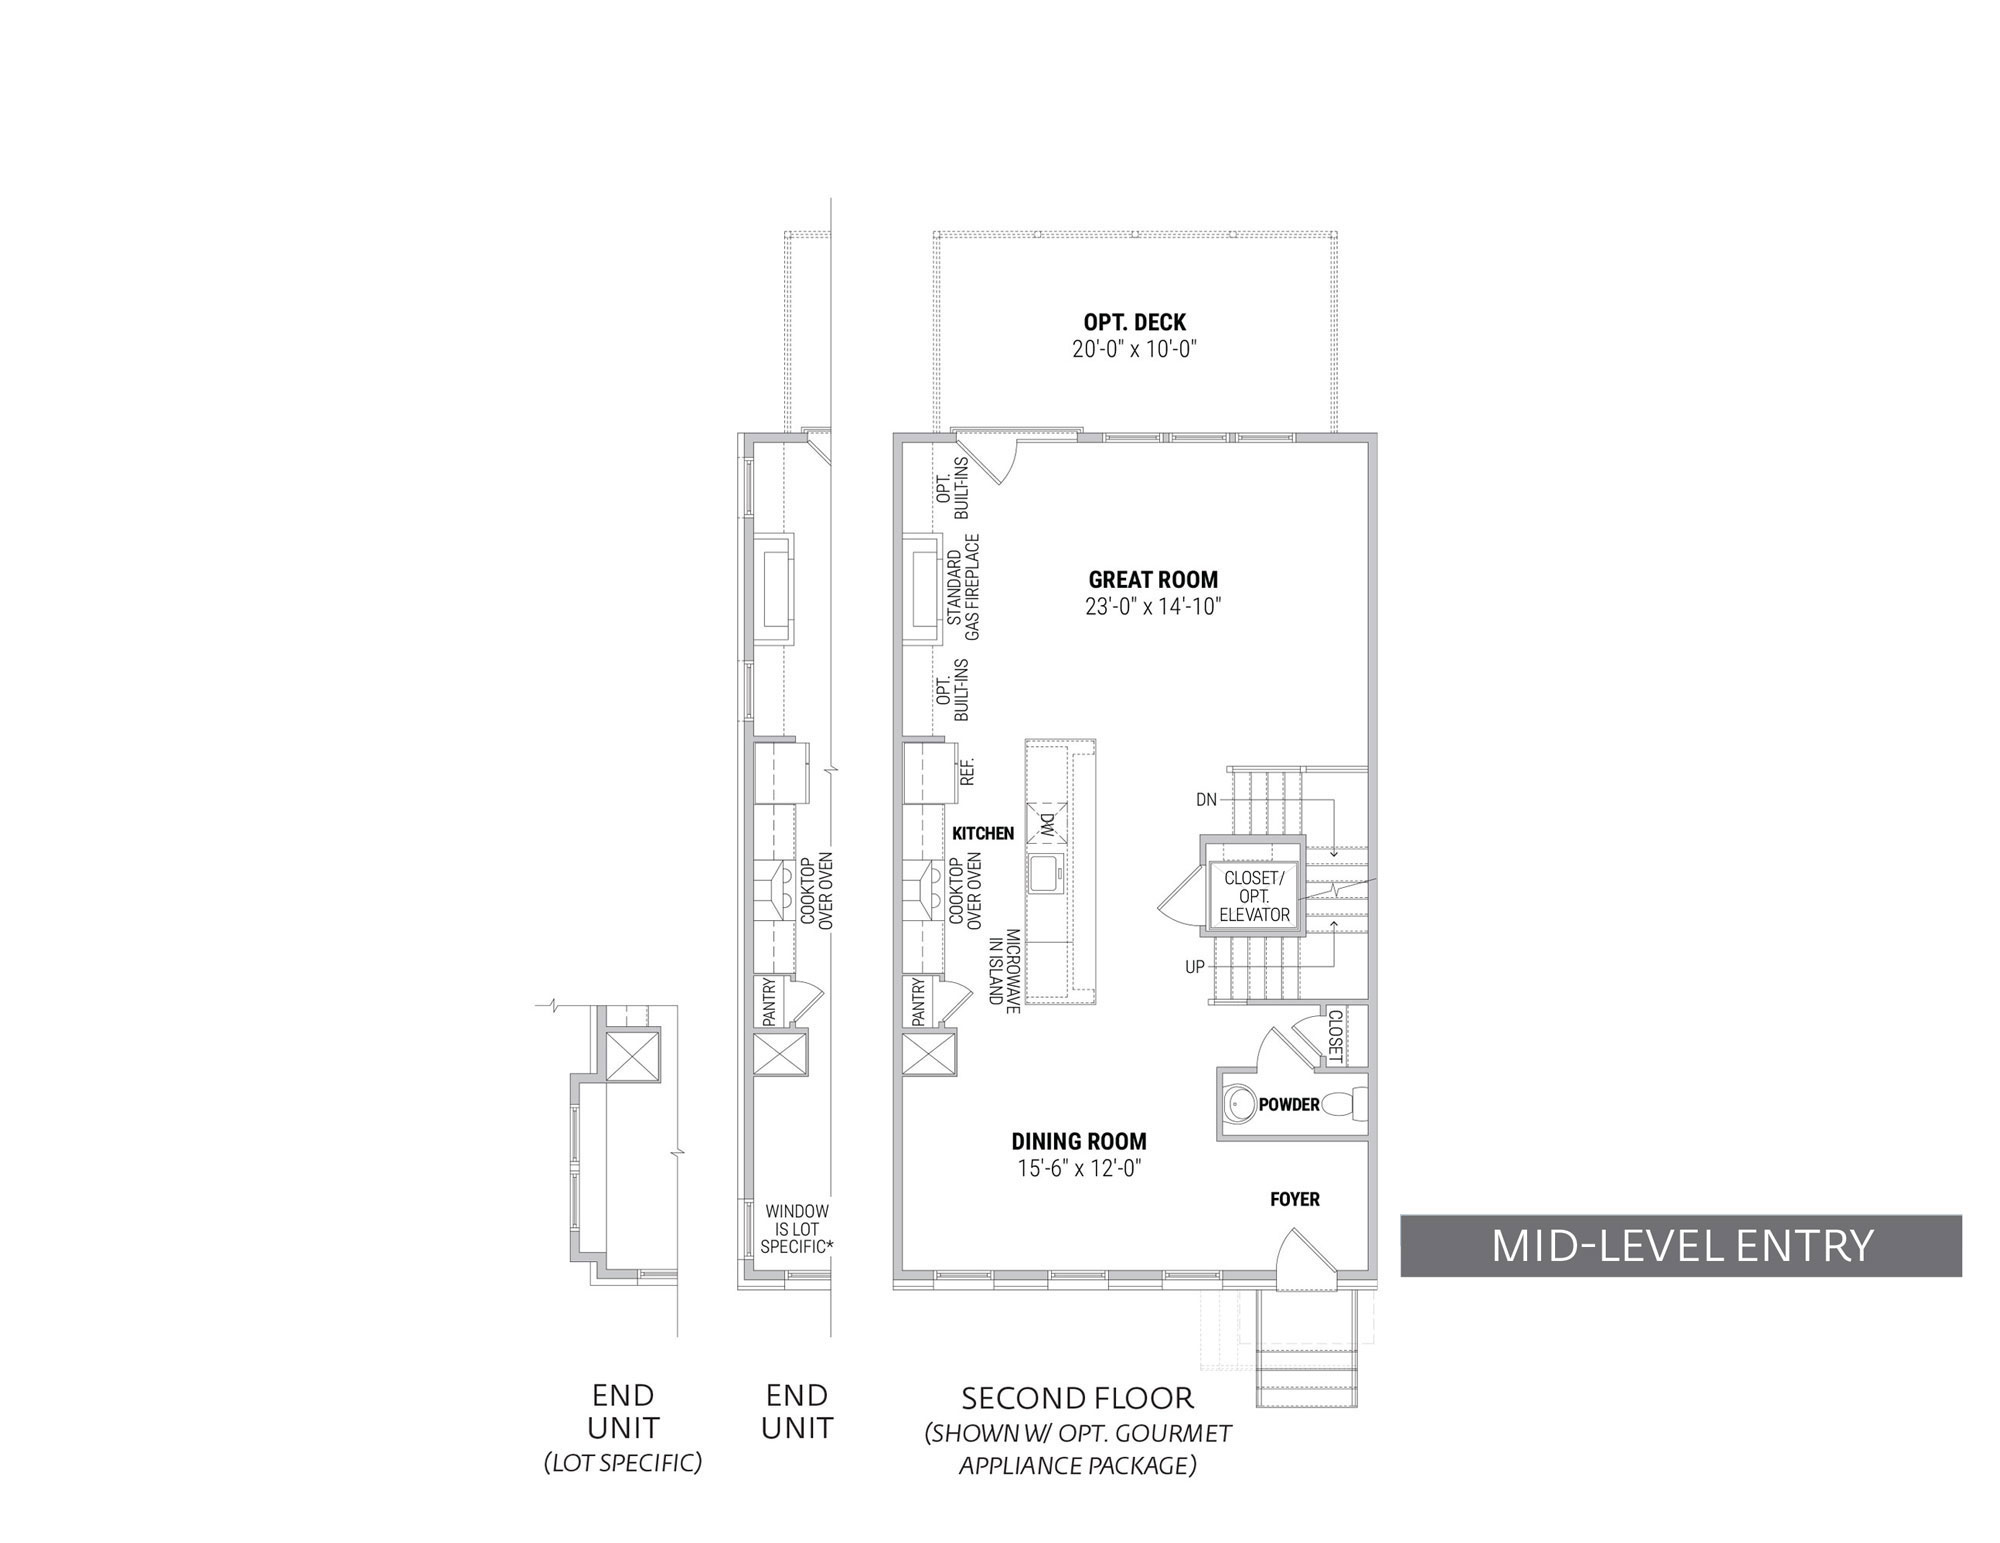 OPT. DECK
20'-0" x 10'-0"
OPT.
BUILT-INS
STANDARD
GAS FIREPLACE
GREAT ROOM
23'-0" x 14'-10"
OPT.
BUILT-INS
REF.
KITCHEN
DW
COOKTOP
OVER OVEN
COOKTOP
OVER OVEN
DN
CLOSET/
OPT.
ELEVATOR
UP
MICROWAVE
IN ISLAND
PANTRY
PANTRY
CLOSET
POWDER
DINING ROOM
15'-6" x 12'-0"
FOYER
WINDOW
IS LOT
SPECIFIC*
MID-LEVEL ENTRY
END
UNIT
(LOT SPECIFIC)
END
UNIT
SECOND FLOOR
(SHOWN W/ OPT. GOURMET
APPLIANCE PACKAGE)